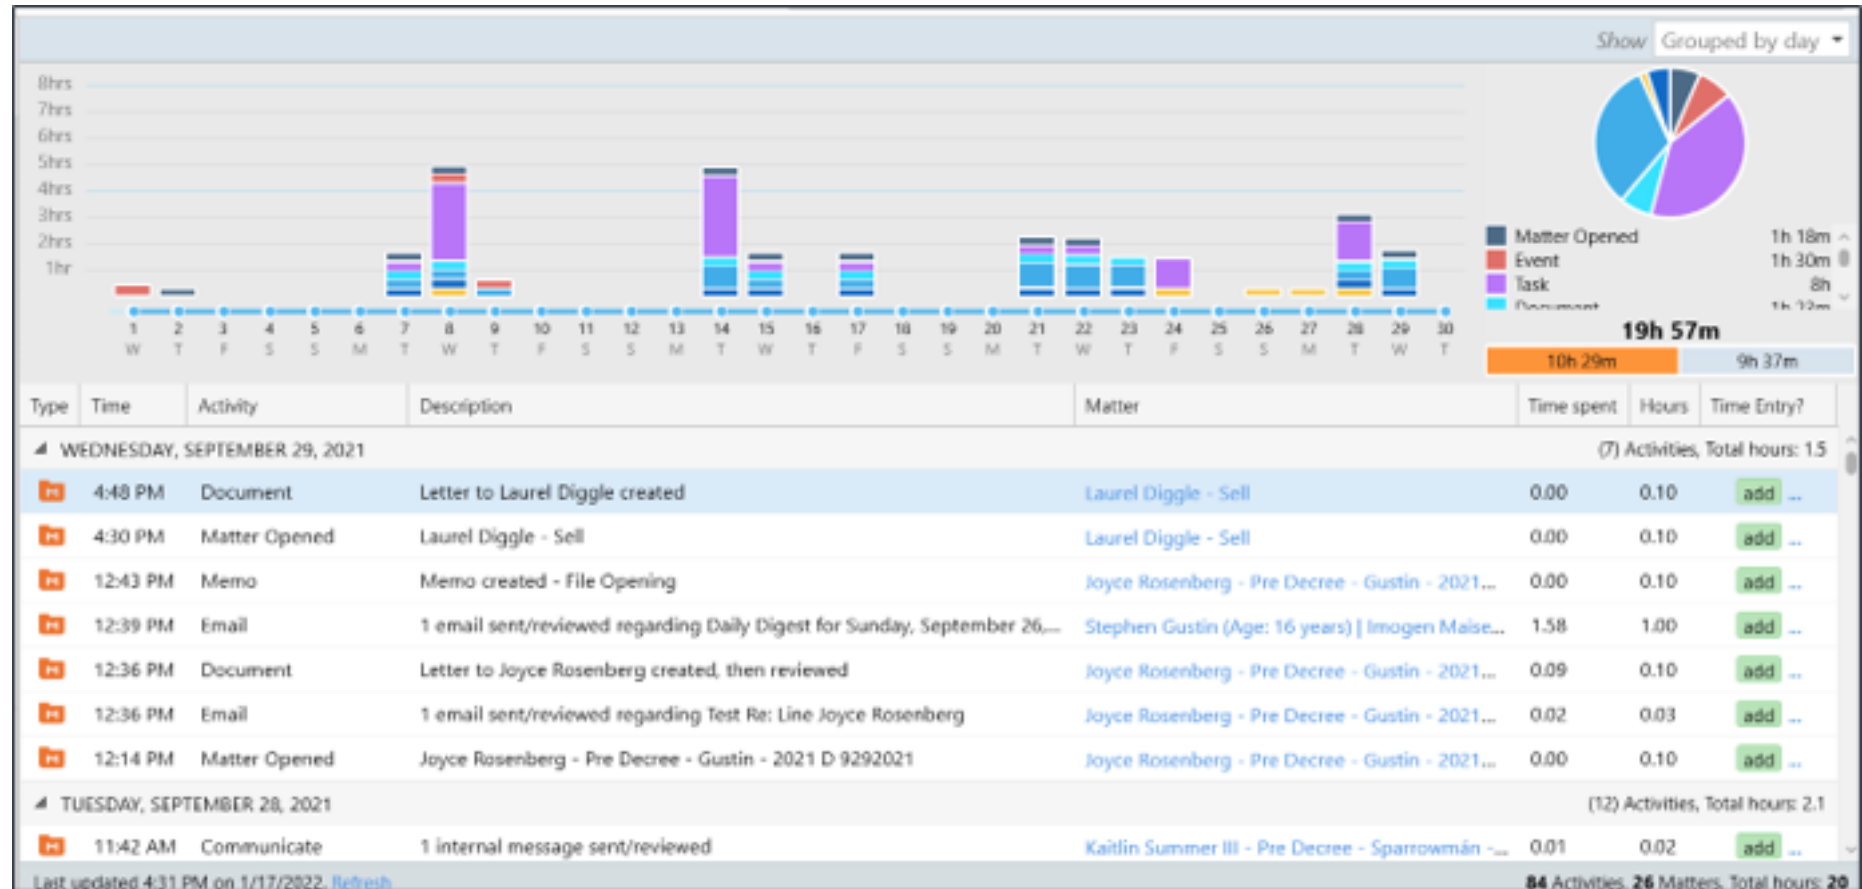 Show Grouped by day
8hrs
7hrs
6hrs
5hrs
4hrs
3hrs
2hrs
1hr
1 2 3 4 5 6 7 8 9 10 11 12 13 14 15 16 17 18 19 20 21 22 23 24 25 26 27 28 29 30
W T F S S M T W T F S S M T W T F S S M T W T F S S M T W T
Matter Opened 1h 18m
Event 1h 30m
Task 8h
Document 1h 23m
19h 57m
10h 29m 9h 37m
Type Time Activity Description Matter Time spent Hours Time Entry?
WEDNESDAY, SEPTEMBER 29, 2021 (7) Activities, Total hours: 1.5
4:48 PM Document Letter to Laurel Diggle created Laurel Diggle - Sell 0.00 0.10 add ...
4:30 PM Matter Opened Laurel Diggle - Sell Laurel Diggle - Sell 0.00 0.10 add ...
12:43 PM Memo Memo created - File Opening Joyce Rosenberg - Pre Decree - Gustin - 2021... 0.00 0.10 add ...
12:39 PM Email 1 email sent/reviewed regarding Daily Digest for Sunday, September 26,... Stephen Gustin (Age: 16 years) | Imogen Maise... 1.58 1.00 add ...
12:36 PM Document Letter to Joyce Rosenberg created, then reviewed Joyce Rosenberg - Pre Decree - Gustin - 2021... 0.09 0.10 add ...
12:36 PM Email 1 email sent/reviewed regarding Test Re: Line Joyce Rosenberg Joyce Rosenberg - Pre Decree - Gustin - 2021... 0.02 0.03 add ...
12:14 PM Matter Opened Joyce Rosenberg - Pre Decree - Gustin - 2021 D 9292021 Joyce Rosenberg - Pre Decree - Gustin - 2021... 0.00 0.10 add ...
TUESDAY, SEPTEMBER 28, 2021 (12) Activities, Total hours: 2.1
11:42 AM Communicate 1 internal message sent/reviewed Kaitlin Summer III - Pre Decree - Sparrowmán -... 0.01 0.02 add ...
Last updated 4:31 PM on 1/17/2022. Refresh 84 Activities, 26 Matters, Total hours: 20